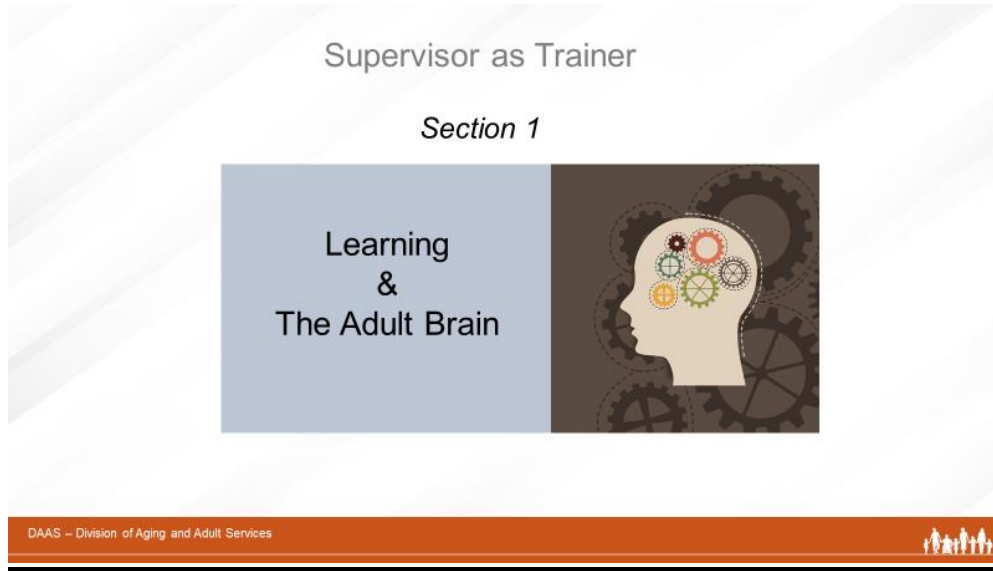 Supervisor as Trainer
Section 1
Learning
&
The Adult Brain
DAAS – Division of Aging and Adult Services